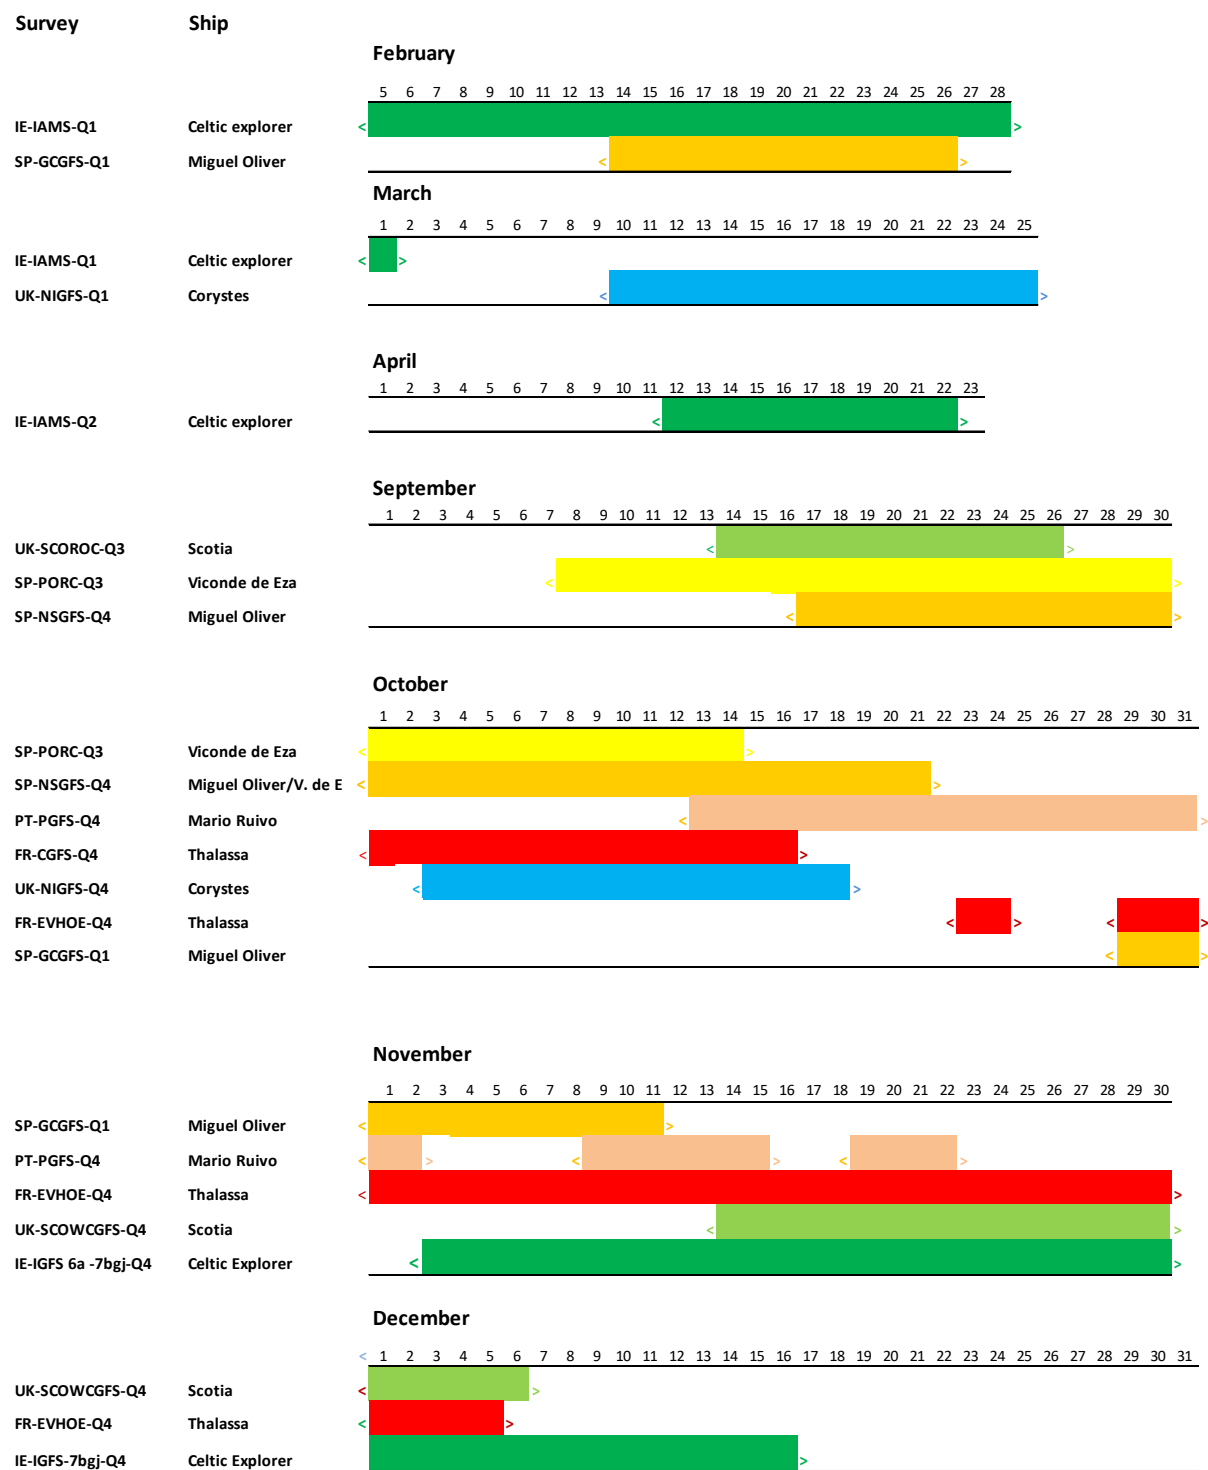 Survey Ship
February
5 6 7 8 9 10 11 12 13 14 15 16 17 18 19 20 21 22 23 24 25 26 27 28
IE-IAMS-Q1 Celtic explorer < >
SP-GCGFS-Q1 Miguel Oliver < >
March
1 2 3 4 5 6 7 8 9 10 11 12 13 14 15 16 17 18 19 20 21 22 23 24 25
IE-IAMS-Q1 Celtic explorer < >
UK-NIGFS-Q1 Corystes < >
April
1 2 3 4 5 6 7 8 9 10 11 12 13 14 15 16 17 18 19 20 21 22 23
IE-IAMS-Q2 Celtic explorer < >
September
1 2 3 4 5 6 7 8 9 10 11 12 13 14 15 16 17 18 19 20 21 22 23 24 25 26 27 28 29 30
UK-SCOROC-Q3 Scotia < >
SP-PORC-Q3 Viconde de Eza < >
SP-NSGFS-Q4 Miguel Oliver < >
October
1 2 3 4 5 6 7 8 9 10 11 12 13 14 15 16 17 18 19 20 21 22 23 24 25 26 27 28 29 30 31
SP-PORC-Q3 Viconde de Eza < >
SP-NSGFS-Q4 Miguel Oliver/V. de E < >
PT-PGFS-Q4 Mario Ruivo < >
FR-CGFS-Q4 Thalassa < >
UK-NIGFS-Q4 Corystes < >
FR-EVHOE-Q4 Thalassa < > < >
SP-GCGFS-Q1 Miguel Oliver < >
November
1 2 3 4 5 6 7 8 9 10 11 12 13 14 15 16 17 18 19 20 21 22 23 24 25 26 27 28 29 30
SP-GCGFS-Q1 Miguel Oliver < >
PT-PGFS-Q4 Mario Ruivo < > < > < >
FR-EVHOE-Q4 Thalassa < >
UK-SCOWCGFS-Q4 Scotia < >
IE-IGFS 6a -7bgj-Q4 Celtic Explorer < >
December
< 1 2 3 4 5 6 7 8 9 10 11 12 13 14 15 16 17 18 19 20 21 22 23 24 25 26 27 28 29 30 31
UK-SCOWCGFS-Q4 Scotia < >
FR-EVHOE-Q4 Thalassa < >
IE-IGFS-7bgj-Q4 Celtic Explorer >